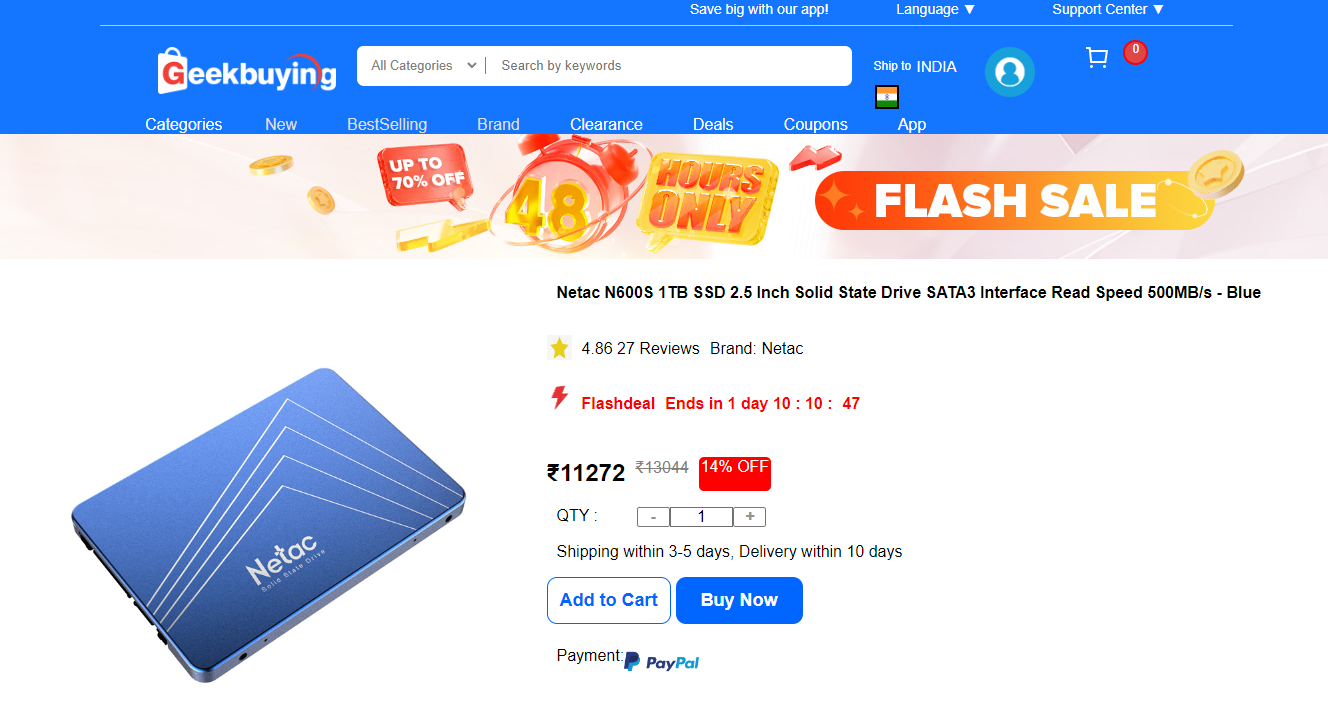 Save big with our app! Language ▼ Support Center ▼
Geekbuying
All Categories Search by keywords
Ship to INDIA
0
Categories New BestSelling Brand Clearance Deals Coupons App
UP TO
70% OFF
48
HOURS
ONLY
FLASH SALE
Netac N600S 1TB SSD 2.5 Inch Solid State Drive SATA3 Interface Read Speed 500MB/s - Blue
4.86 27 Reviews Brand: Netac
Flashdeal Ends in 1 day 10 : 10 : 47
₹11272 ₹13044 14% OFF
QTY : - 1 +
Shipping within 3-5 days, Delivery within 10 days
Add to Cart Buy Now
Payment: PayPal
Netac
Solid State Drive